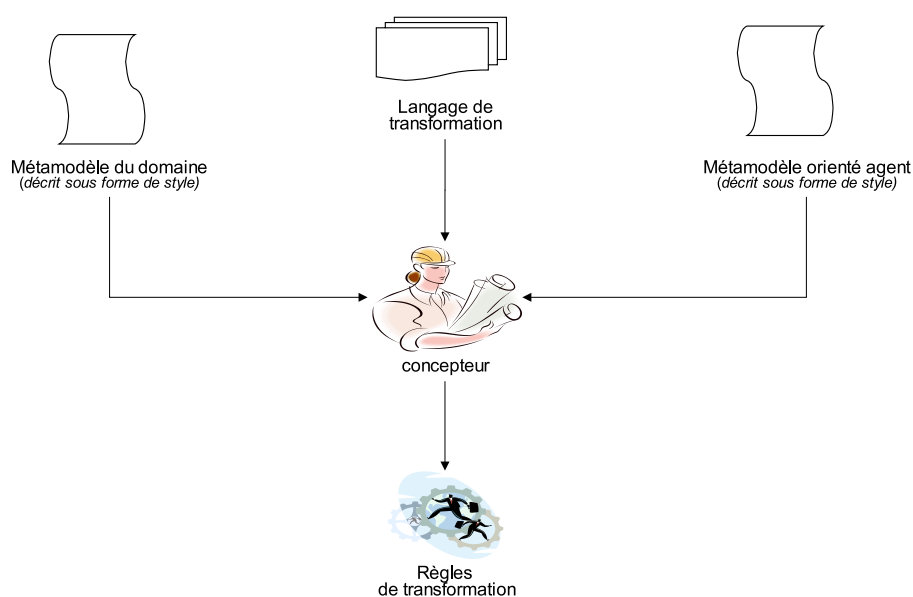 Langage de
transformation
Métamodèle du domaine
(décrit sous forme de style)
Métamodèle orienté agent
(décrit sous forme de style)
concepteur
Règles
de transformation